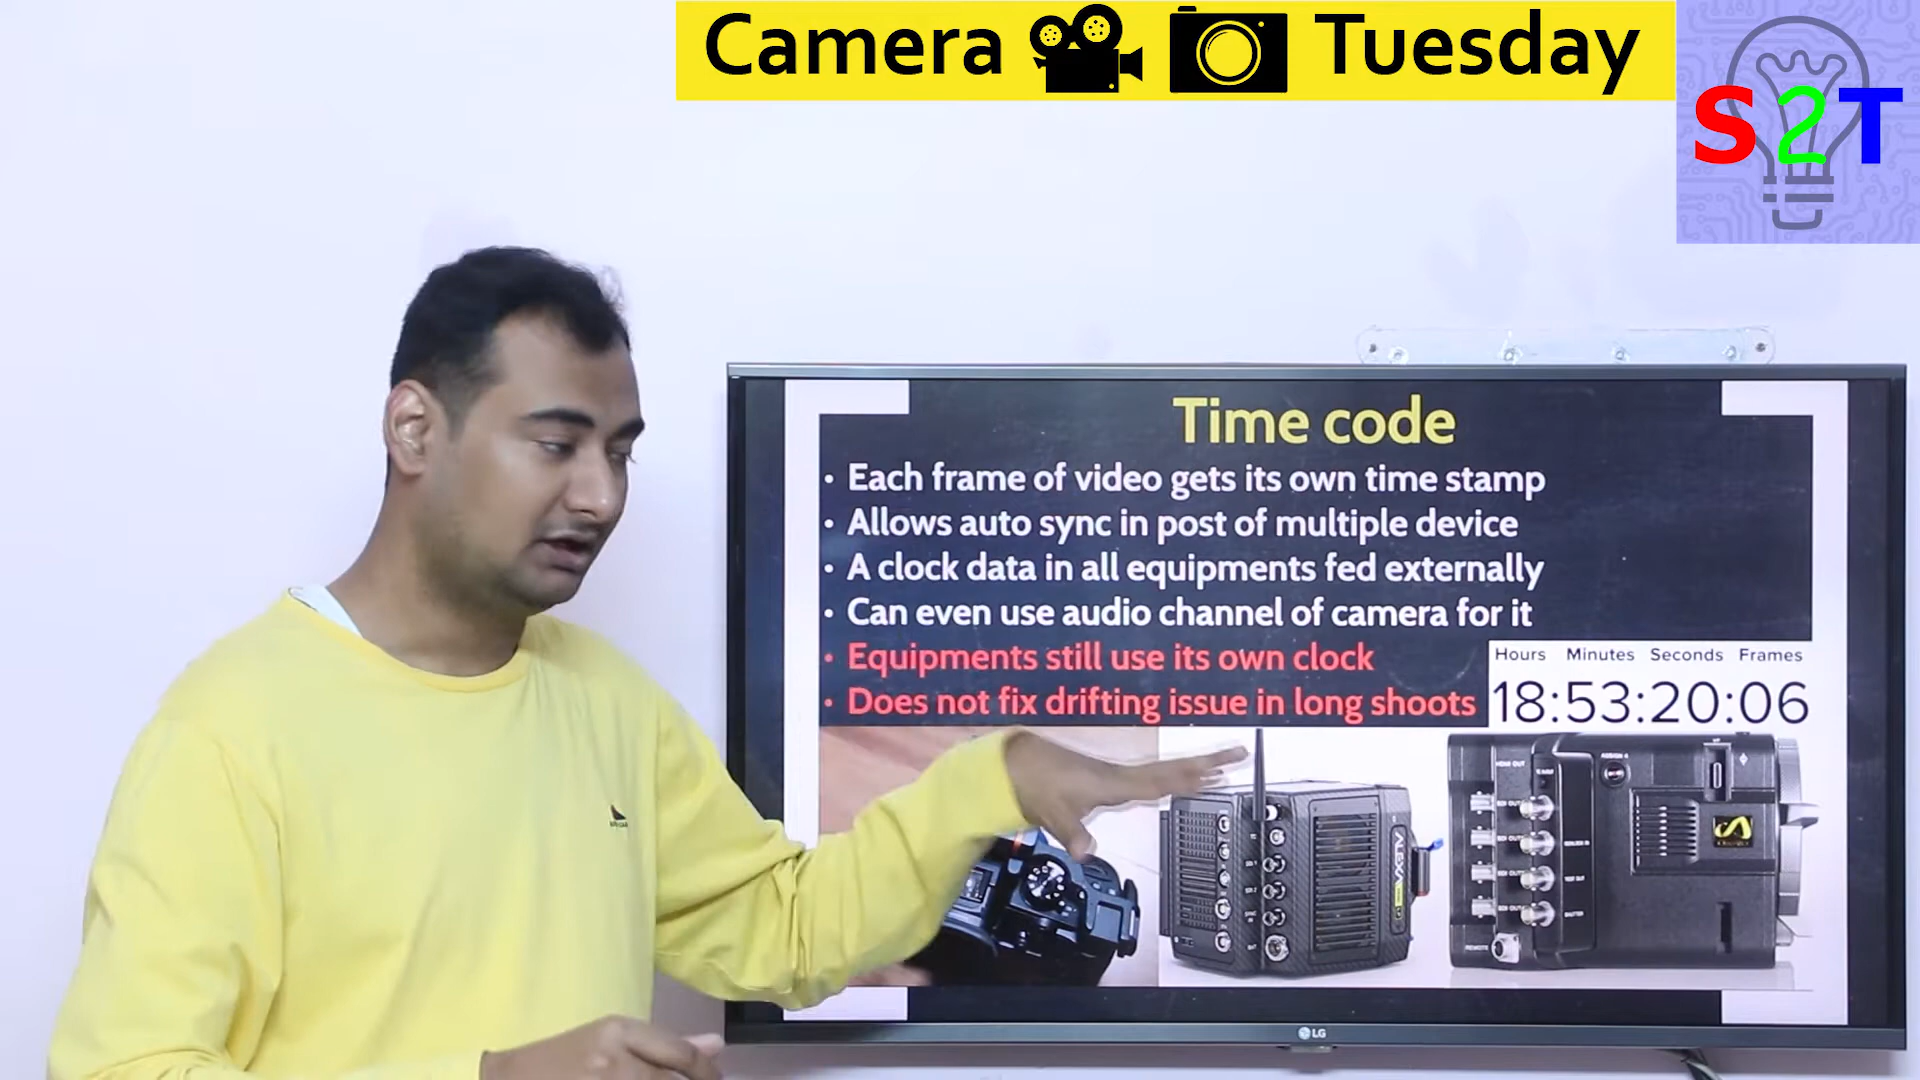 Camera Tuesday
S2T
Time code
• Each frame of video gets its own time stamp
• Allows auto sync in post of multiple device
• A clock data in all equipments fed externally
• Can even use audio channel of camera for it
• Equipments still use its own clock
• Does not fix drifting issue in long shoots
Hours Minutes Seconds Frames
18:53:20:06
ALEXA
REMOTE
LG